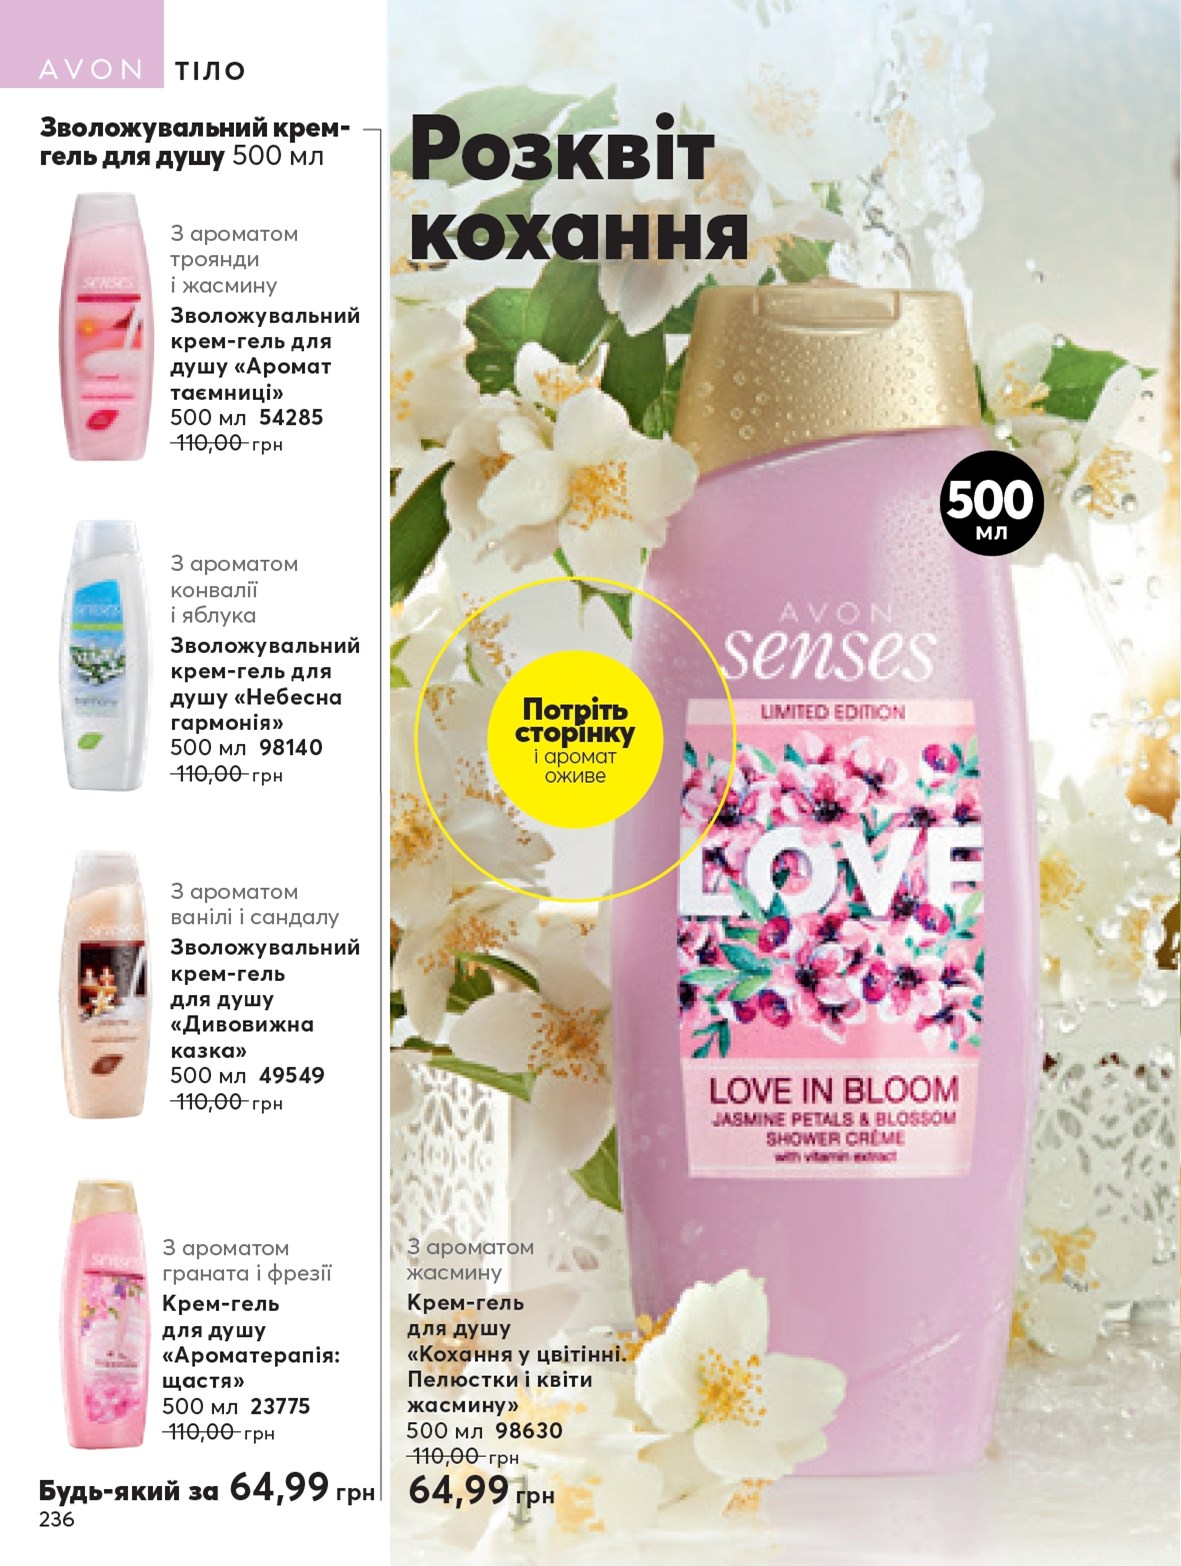 AVON ТІЛО
Зволожувальний крем-
гель для душу 500 мл
З ароматом
троянди
і жасмину
Зволожувальний
крем-гель для
душу «Аромат
таємниці»
500 мл 54285
110,00 грн
З ароматом
конвалії
і яблука
Зволожувальний
крем-гель для
душу «Небесна
гармонія»
500 мл 98140
110,00 грн
З ароматом
ванілі і сандалу
Зволожувальний
крем-гель
для душу
«Дивовижна
казка»
500 мл 49549
110,00 грн
З ароматом
граната і фрезії
Крем-гель
для душу
«Ароматерапія:
щастя»
500 мл 23775
110,00 грн
Будь-який за 64,99 грн
236
Розквіт
кохання
500
мл
Потріть
сторінку
і аромат
оживе
AVON
senses
LIMITED EDITION
LOVE
LOVE IN BLOOM
JASMINE PETALS & BLOSSOM
SHOWER CRÈME
with vitamin extract
З ароматом
жасмину
Крем-гель
для душу
«Кохання у цвітінні.
Пелюстки і квіти
жасмину»
500 мл 98630
110,00 грн
64,99 грн
senses
senses
senses
senses